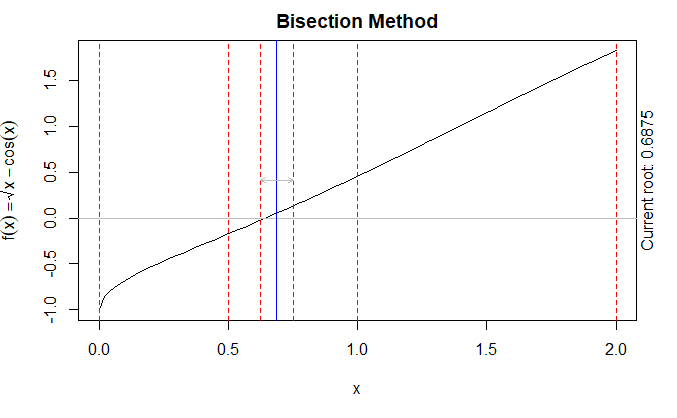 Bisection Method
f(x) = √x − cos(x)
1.5
1.0
0.5
0.0
-0.5
-1.0
Current root: 0.6875
0.0 0.5 1.0 1.5 2.0
x